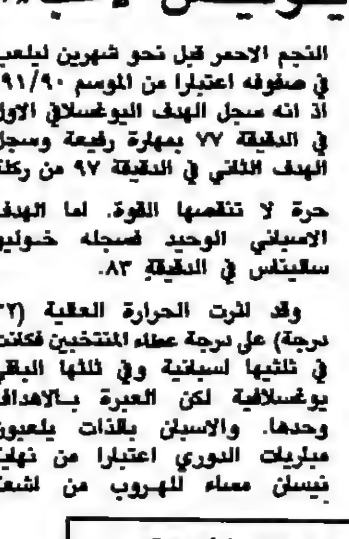 النجم الاحمر قبل نحو شهرين ليلعب
في صفوفه اعتبارا من الموسم ٩١/٩٠
اذ انه سجل الهدف اليوغسلافي الاول
في الدقيقة ٧٧ بمهارة رفيعة وسجل
الهدف الثاني في الدقيقة ٩٧ من ركلة
حرة لا تنقصها القوة. اما الهدف
الاسباني الوحيد فسجله خوليو
سالیناس في الدقيقة ٨٣.
وقد اثرت الحرارة العالية (٣٢
درجة) على درجة عطاء المنتخبين فكانت
في ثلثيها اسبانية وفي ثلثها الباقي
يوغسلافية لكن العبرة بالاهداف
وحدها. والاسبان بالذات يلعبون
مباريات الدوري اعتبارا من نهاية
نيسان مساء للهروب من اشعة